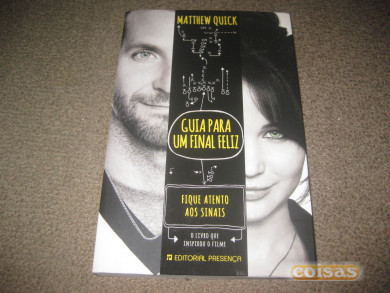 MATTHEW QUICK
GUIA PARA
UM FINAL FELIZ
FIQUE ATENTO
AOS SINAIS
O LIVRO QUE
INSPIROU O FILME
EDITORIAL PRESENÇA
coisas